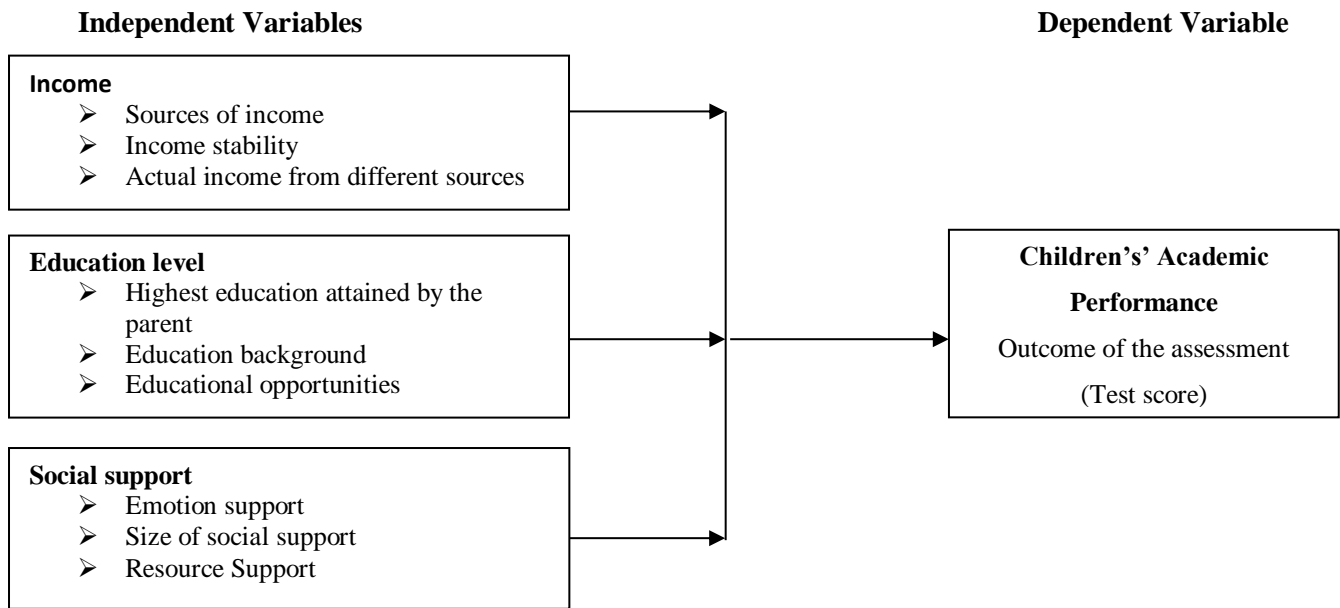 Independent Variables
Dependent Variable
Income
➢ Sources of income
➢ Income stability
➢ Actual income from different sources
Education level
➢ Highest education attained by the
parent
➢ Education background
➢ Educational opportunities
Social support
➢ Emotion support
➢ Size of social support
➢ Resource Support
Children's’ Academic
Performance
Outcome of the assessment
(Test score)